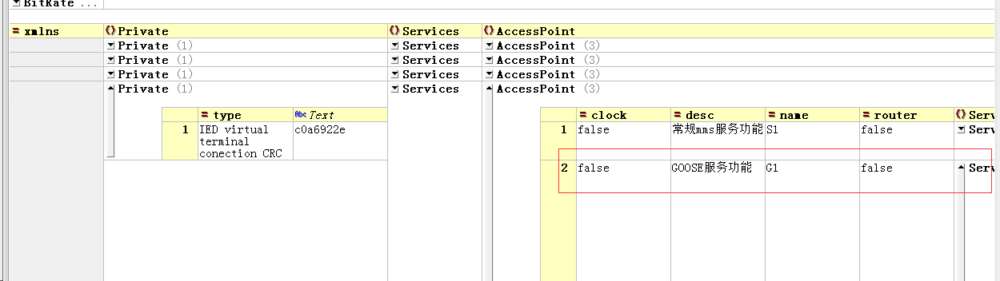 BitRate ...
xmlns Private Services AccessPoint
Private (1) Services AccessPoint (3)
Private (1) Services AccessPoint (3)
Private (1) Services AccessPoint (3)
Private (1) Services AccessPoint (3)
type Abc Text clock desc name router Serv
1 IED virtual terminal conection CRC c0a6922e 1 false 常规mms服务功能 S1 false Serv
2 false GOOSE服务功能 G1 false Serv